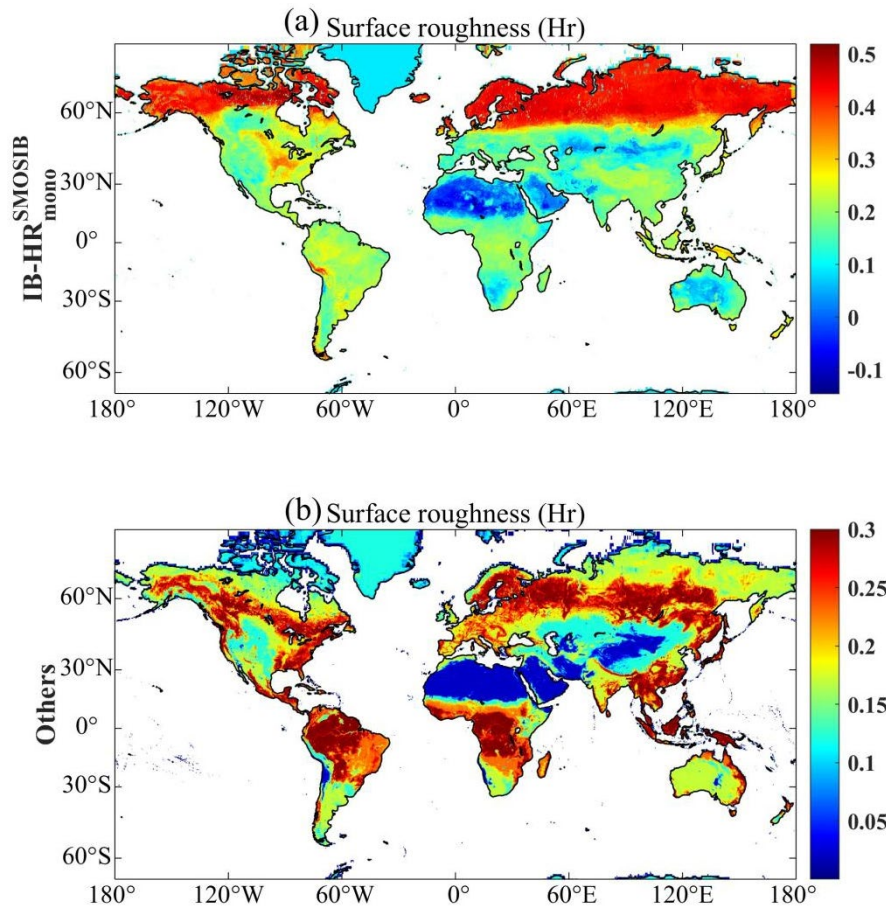 (a) Surface roughness (Hr)
IB-HR_mono^SMOSIB
60°N
30°N
0°
30°S
60°S
180° 120°W 60°W 0° 60°E 120°E 180°
0.5
0.4
0.3
0.2
0.1
0
-0.1
(b) Surface roughness (Hr)
Others
60°N
30°N
0°
30°S
60°S
180° 120°W 60°W 0° 60°E 120°E 180°
0.3
0.25
0.2
0.15
0.1
0.05